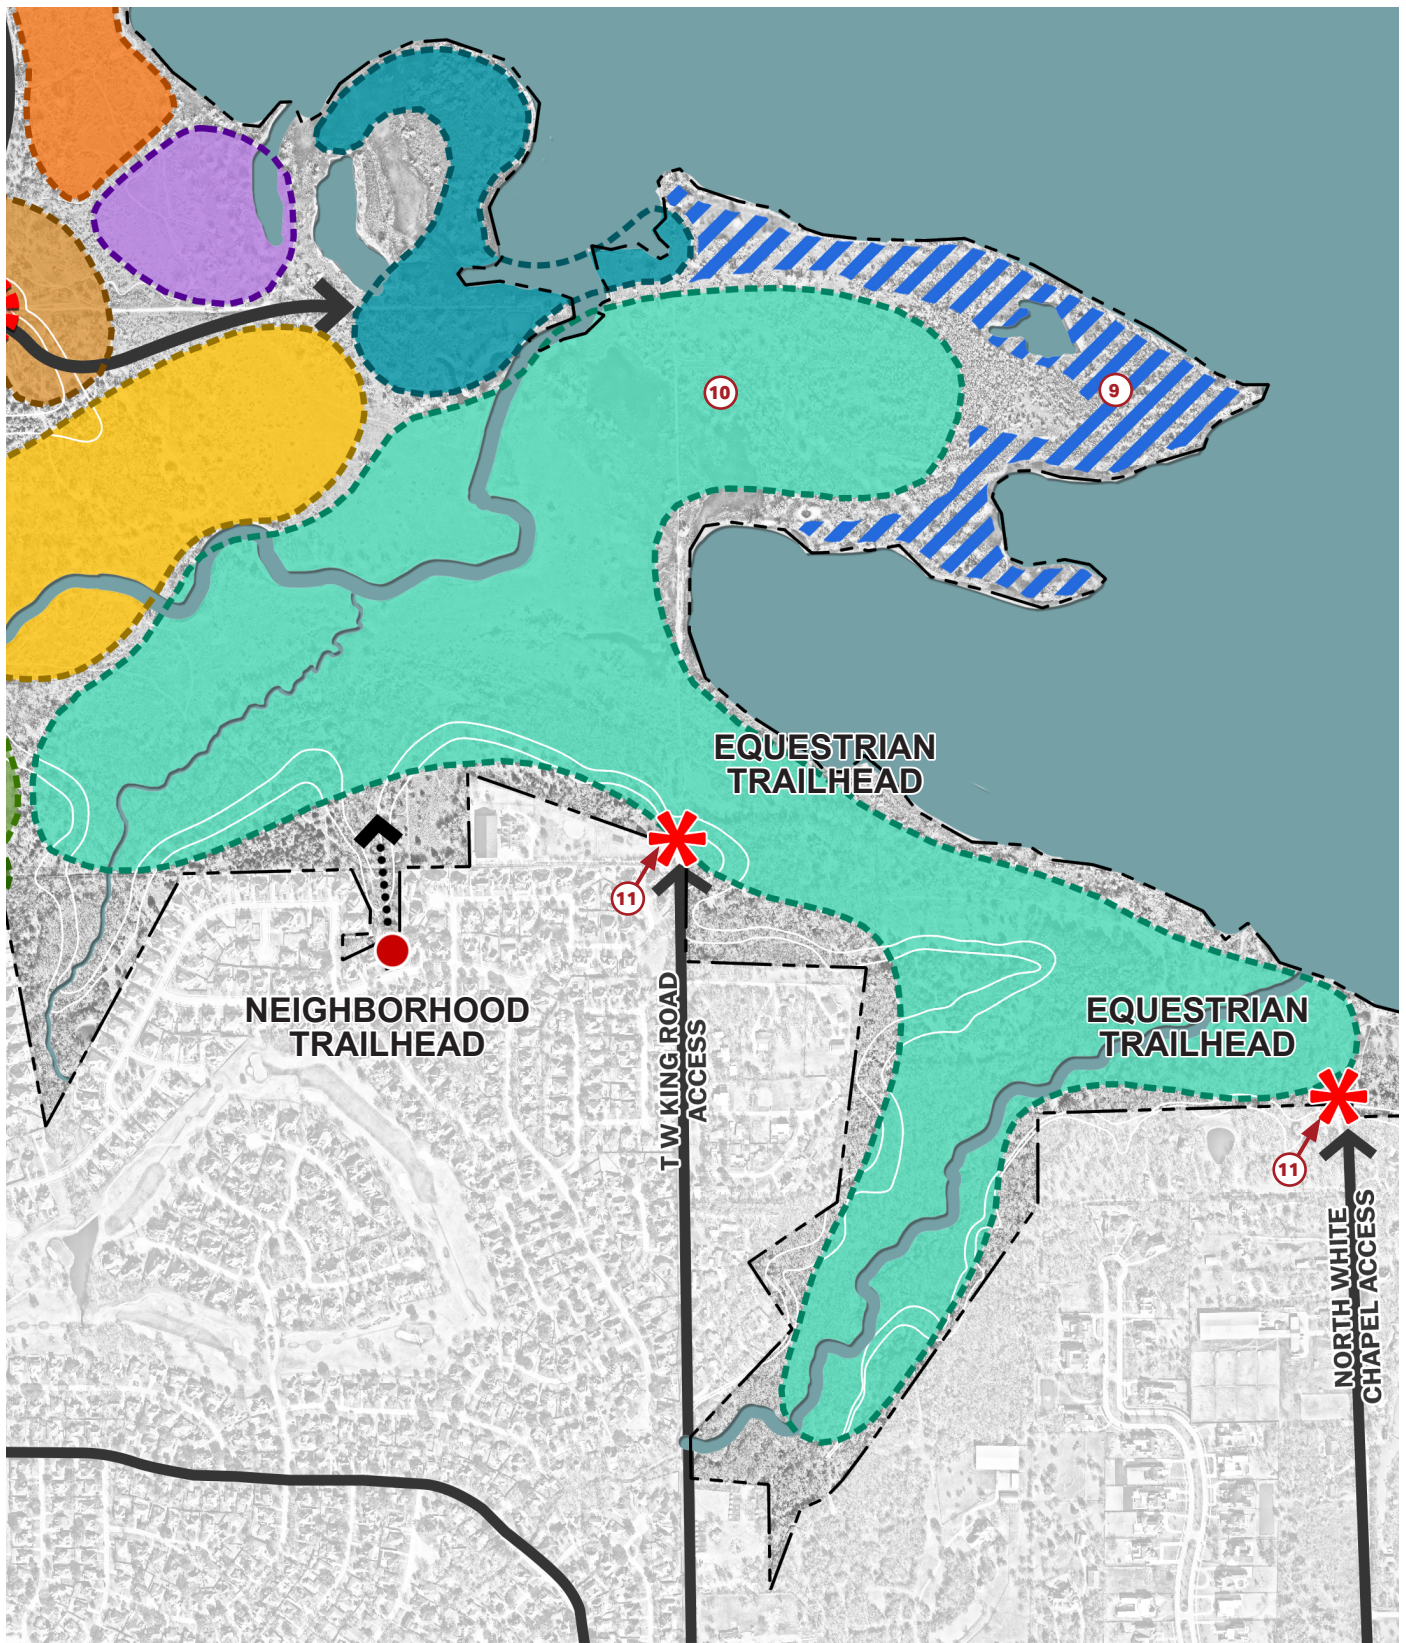 9
10
EQUESTRIAN
TRAILHEAD
11
NEIGHBORHOOD
TRAILHEAD
T W KING ROAD
ACCESS
EQUESTRIAN
TRAILHEAD
11
NORTH WHITE
CHAPEL ACCESS